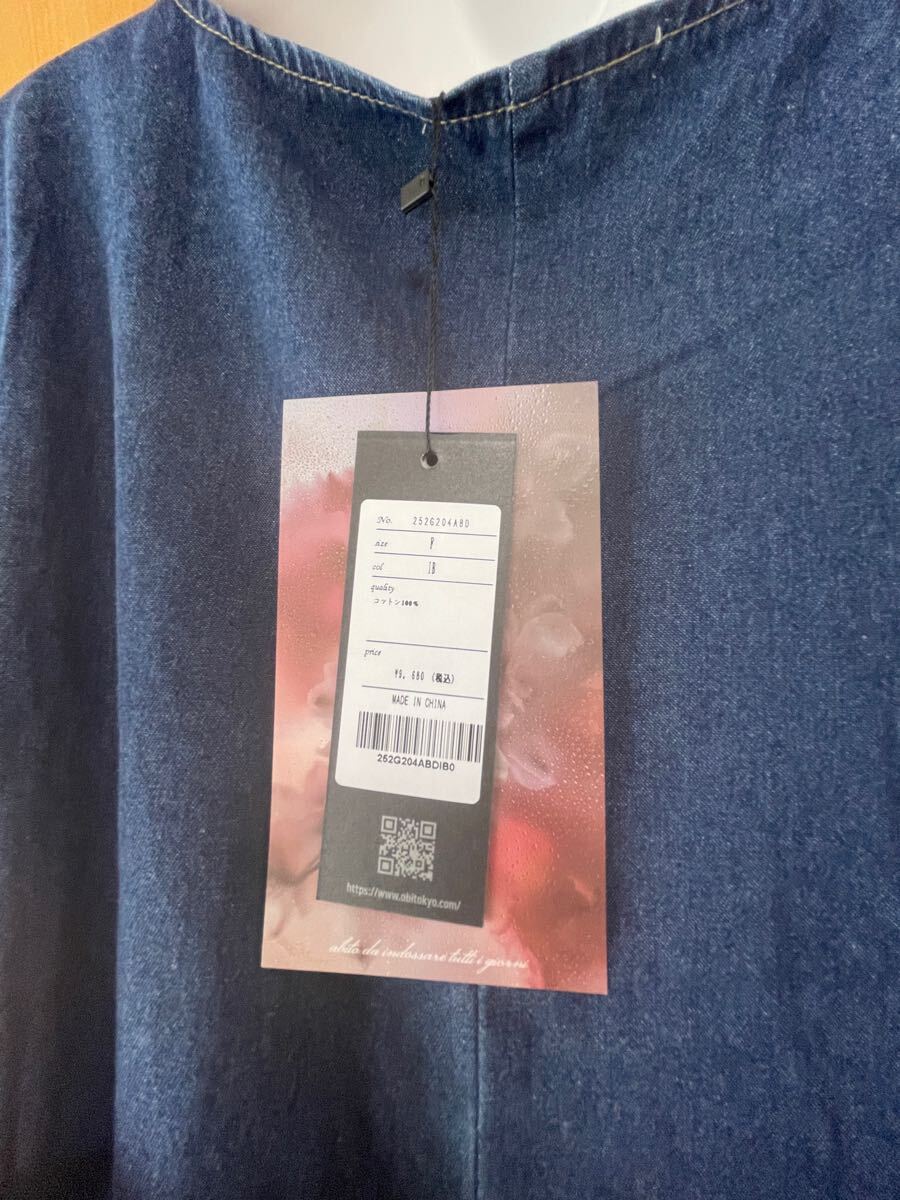 No. 252G204ABD
size F
col IB
quality
コットン100%
price
¥9,680 (税込)
MADE IN CHINA
252G204ABDIB0
https://www.abitokyo.com/
abito da indossare tutti i giorni